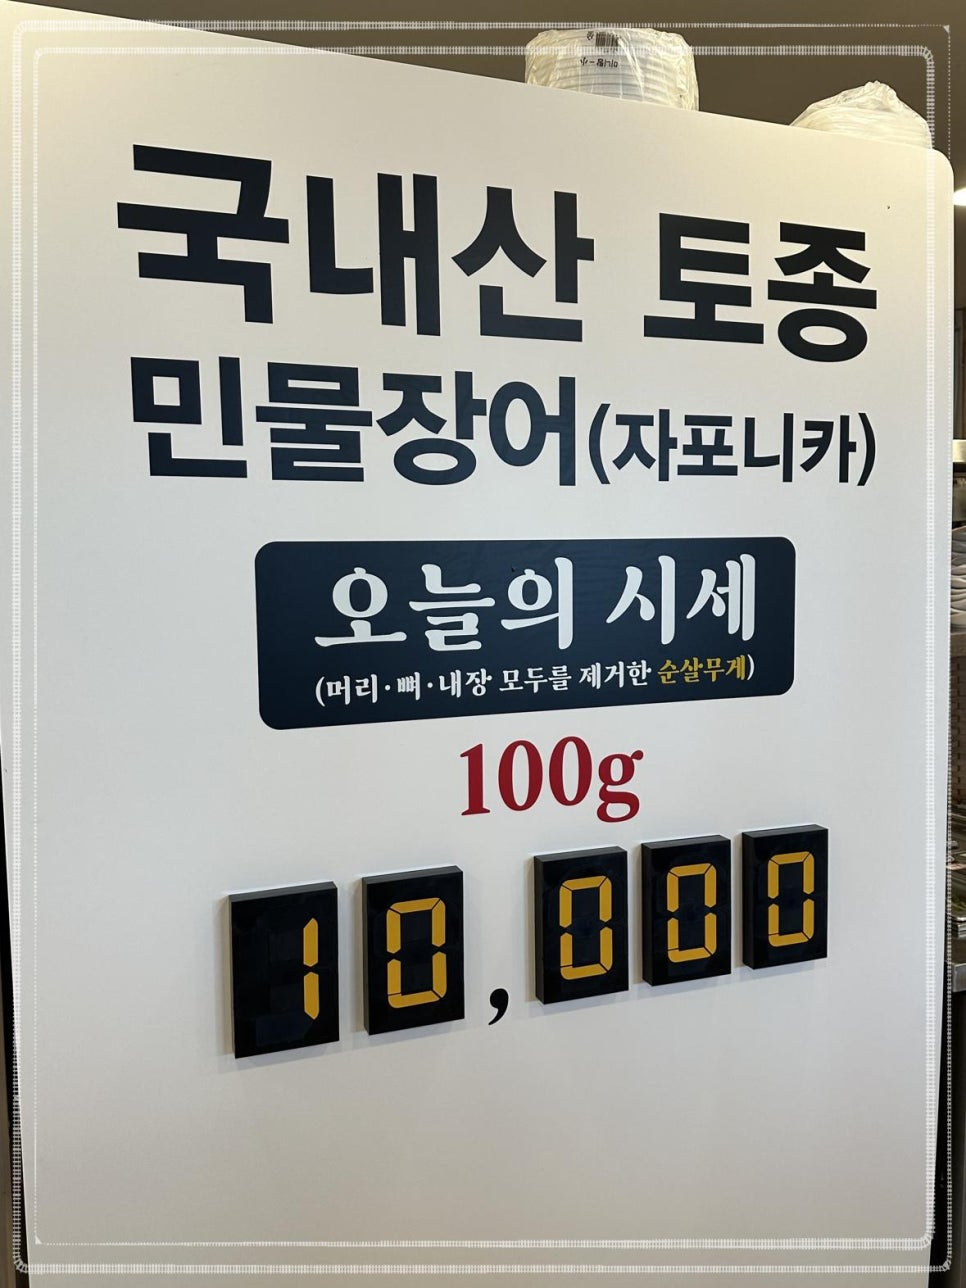 국내산 토종
민물장어(자포니카)
오늘의 시세
(머리·뼈·내장 모두를 제거한 순살무게)
100g
10,000